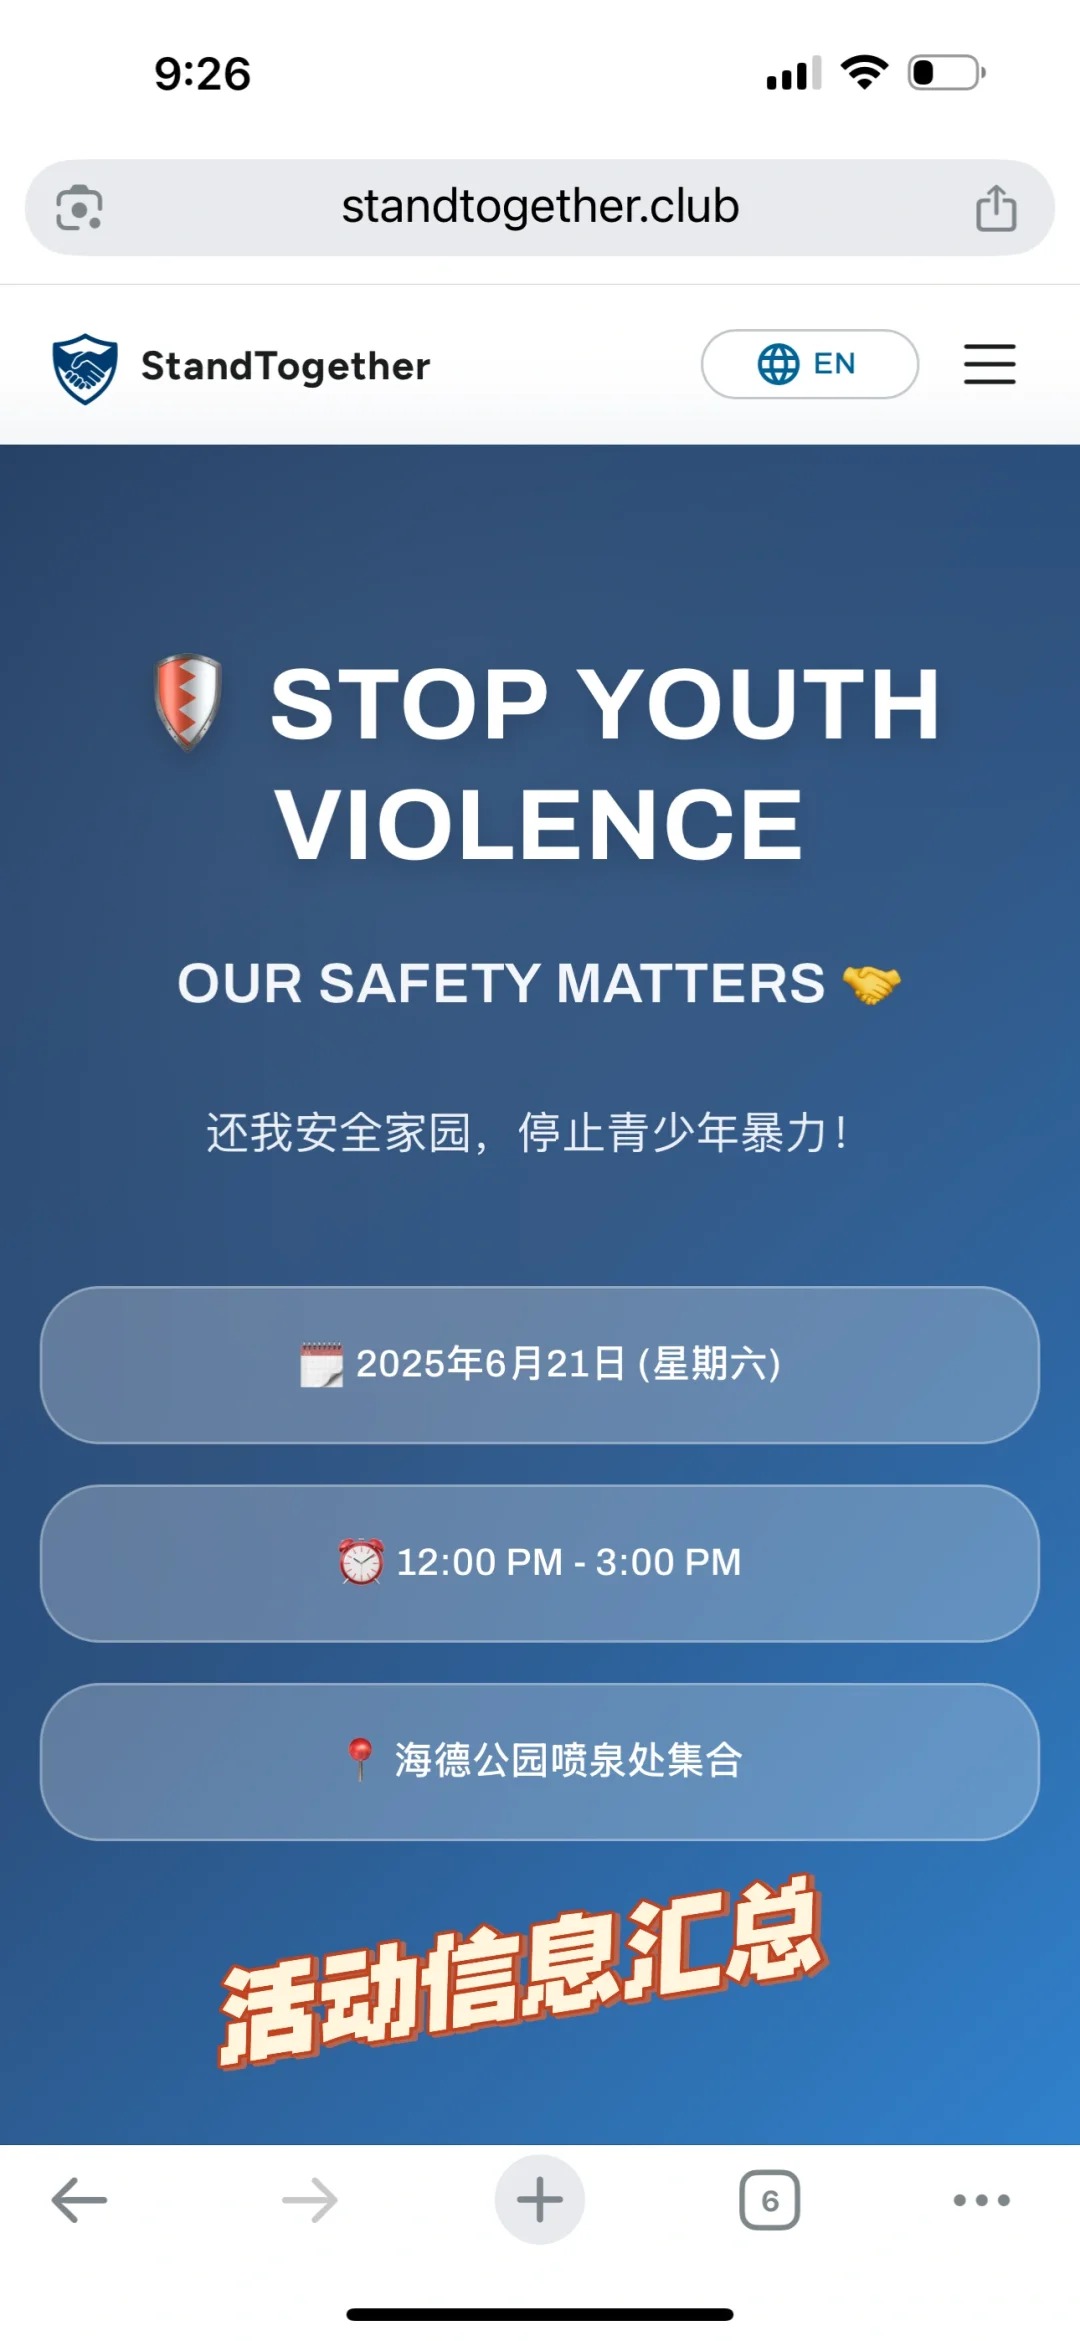 9:26
standtogether.club
StandTogether
EN
STOP YOUTH
VIOLENCE
OUR SAFETY MATTERS
还我安全家园，停止青少年暴力！
2025年6月21日 (星期六)
12:00 PM - 3:00 PM
海德公园喷泉处集合
活动信息汇总
6